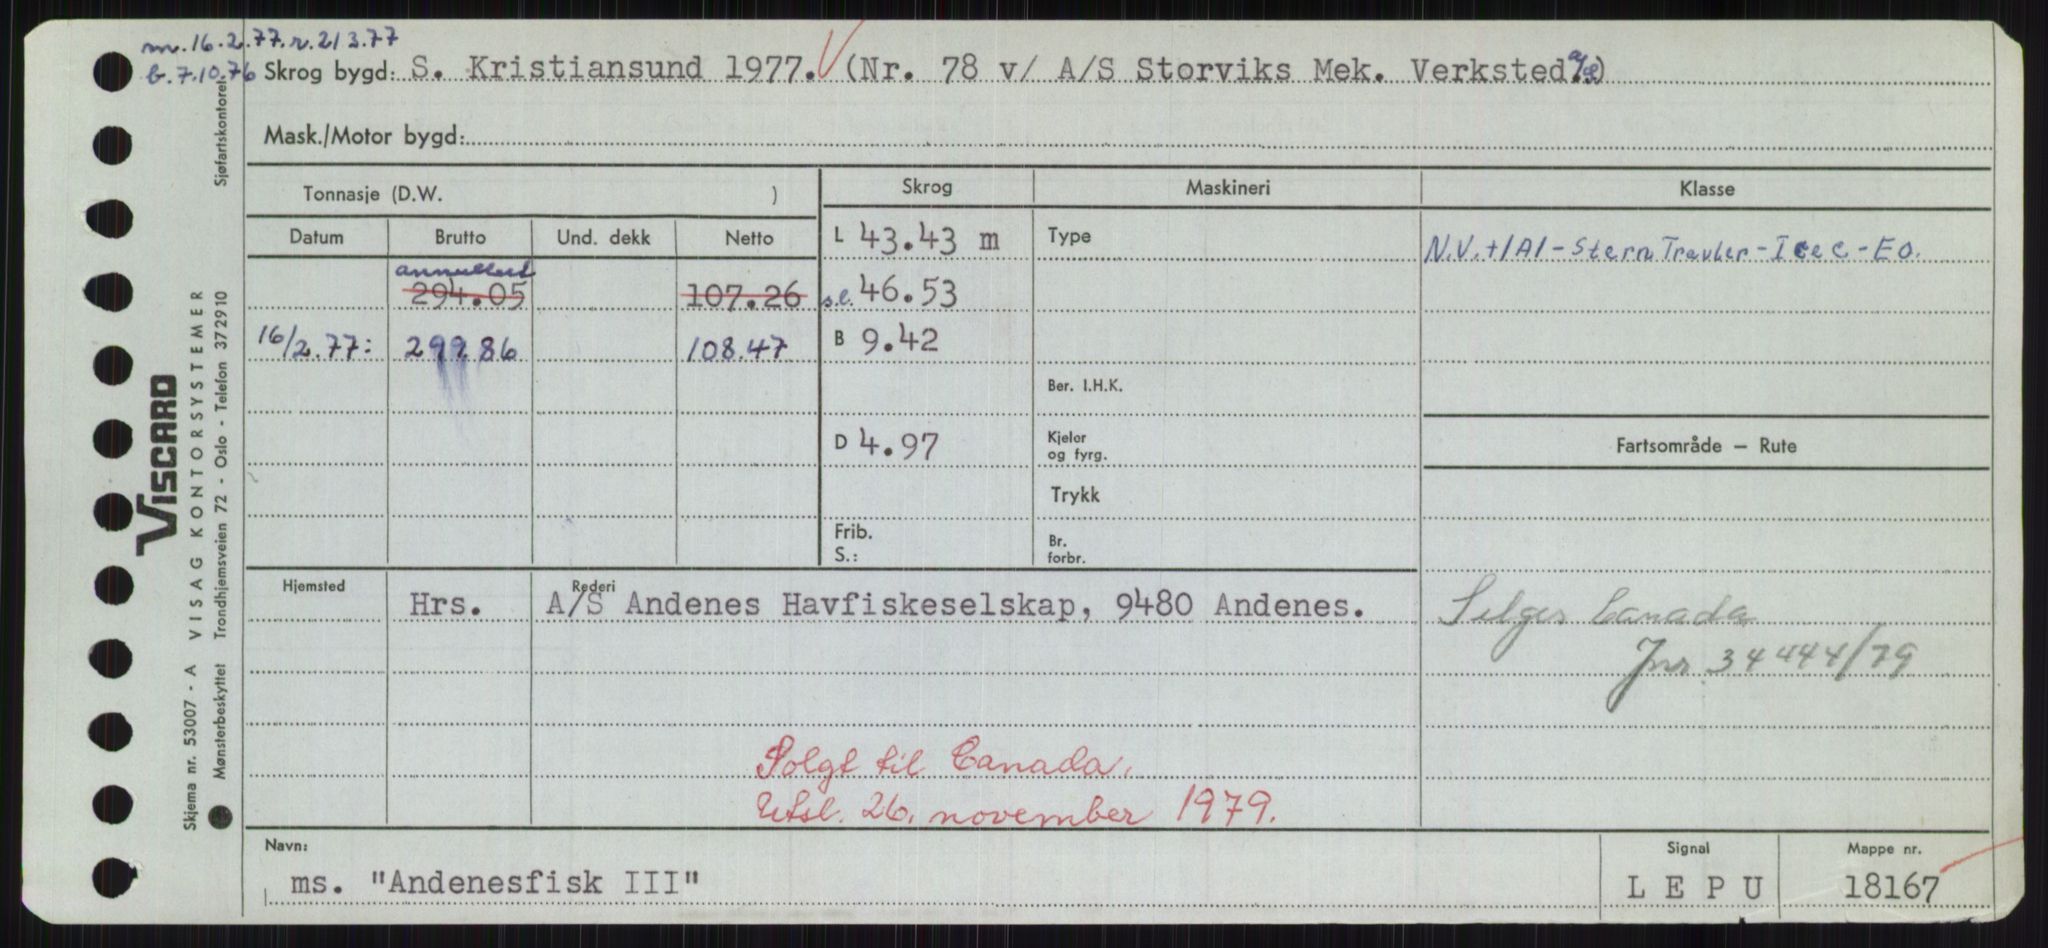 m. 16.2.77. r. 21 3.77
b. 7.10.76 Skrog bygd: S. Kristiansund 1977. (Nr. 78 v/ A/S Storviks Mek. Verksted.)
Mask./Motor bygd:
Tonnasje (D.W. )
Skrog Maskineri Klasse
Datum Brutto Und. dekk Netto
L 43.43 m Type N.V. +1A1-Stern Trawler-Ice C-EO.
annullert
294.05 107.26 s.l. 46.53
16/2.77: 299.86 108.47 B 9.42
Ber. I.H.K.
D 4.97 Kjeler
og fyrg.
Fartsområde – Rute
Trykk
Frib.
S.:
Br.
forbr.
Hjemsted Rederi
Hrs. A/S Andenes Havfiskeselskap, 9480 Andenes. Selges Canada
Jnr 34444/79
Solgt til Canada.
Utsl. 26. november 1979.
Navn: Signal Mappe nr.
ms. "Andenesfisk III" L E P U 18167
Sjøfartskontoret
VISCARD
Skjema nr. 53007 - A VISAG KONTORSYSTEMER
Mønsterbeskyttet Trondhjemsveien 72 - Oslo - Telefon 372910